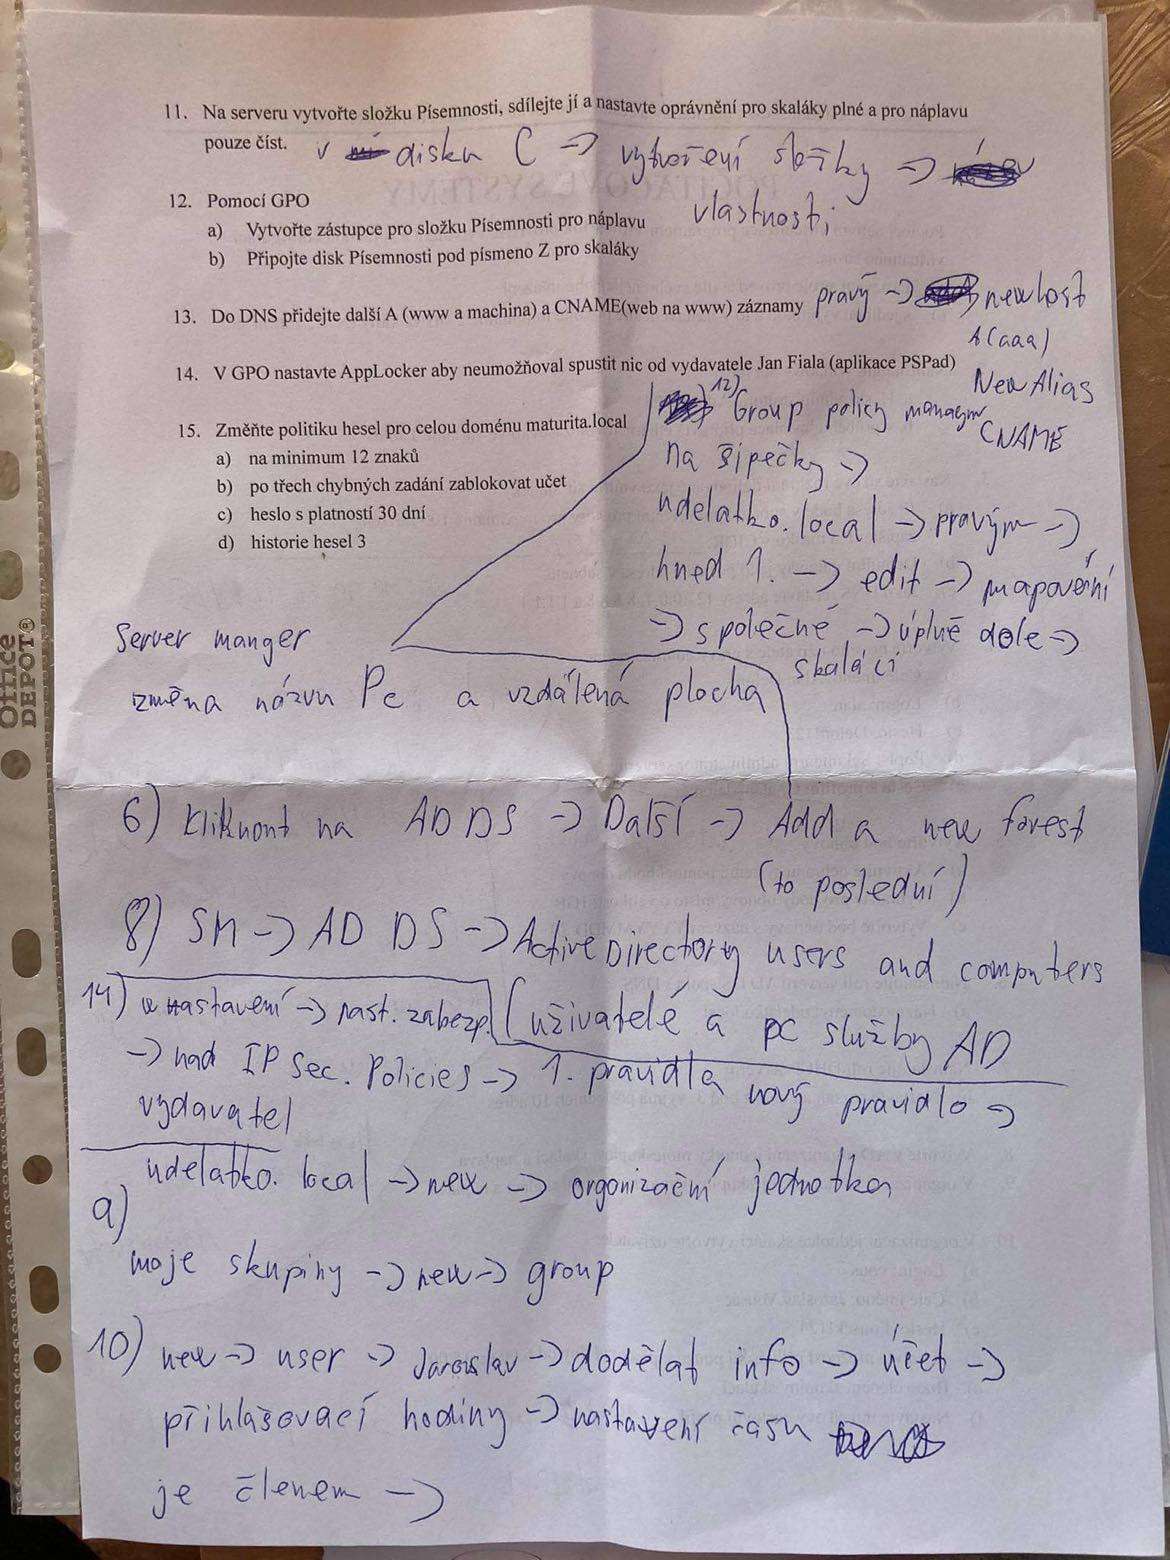 11. Na serveru vytvořte složku Písemnosti, sdílejte jí a nastavte oprávnění pro skaláky plné a pro náplavu
pouze číst.
v disku C -> vytvoření složky ->
vlastnosti
12. Pomocí GPO
a) Vytvořte zástupce pro složku Písemnosti pro náplavu
b) Připojte disk Písemnosti pod písmeno Z pro skaláky
13. Do DNS přidejte další A (www a machina) a CNAME(web na www) záznamy
pravý -> new host
A(aaa)
New Alias
CNAME
14. V GPO nastavte AppLocker aby neumožňoval spustit nic od vydavatele Jan Fiala (aplikace PSPad)
15. Změňte politiku hesel pro celou doménu maturita.local
a) na minimum 12 znaků
b) po třech chybných zadání zablokovat učet
c) heslo s platností 30 dní
d) historie hesel 3
12) Group policy managm
na šipečky ->
udelatko.local -> pravým ->
hned 1. -> edit -> mapování
-> společné -> úplně dole ->
skaláci
Server manger
změna názvu Pc a vzdálená plocha
6) kliknout na AD DS -> Další -> Add a new forest
(to poslední)
8) SM -> AD DS -> Active Directory users and computers
(uživatelé a pc služby AD
14) nastavení -> nast. zabezp.
-> nad IP Sec. Policies -> 1. pravidla nový pravidlo ->
vydavatel
udelatko.local -> new -> organizační jednotka
9)
moje skupiny -> new -> group
10) new -> user -> Jaroslav -> dodělat info -> účet ->
přihlašovací hodiny -> nastavení času
je členem ->
Office
DEPOT®